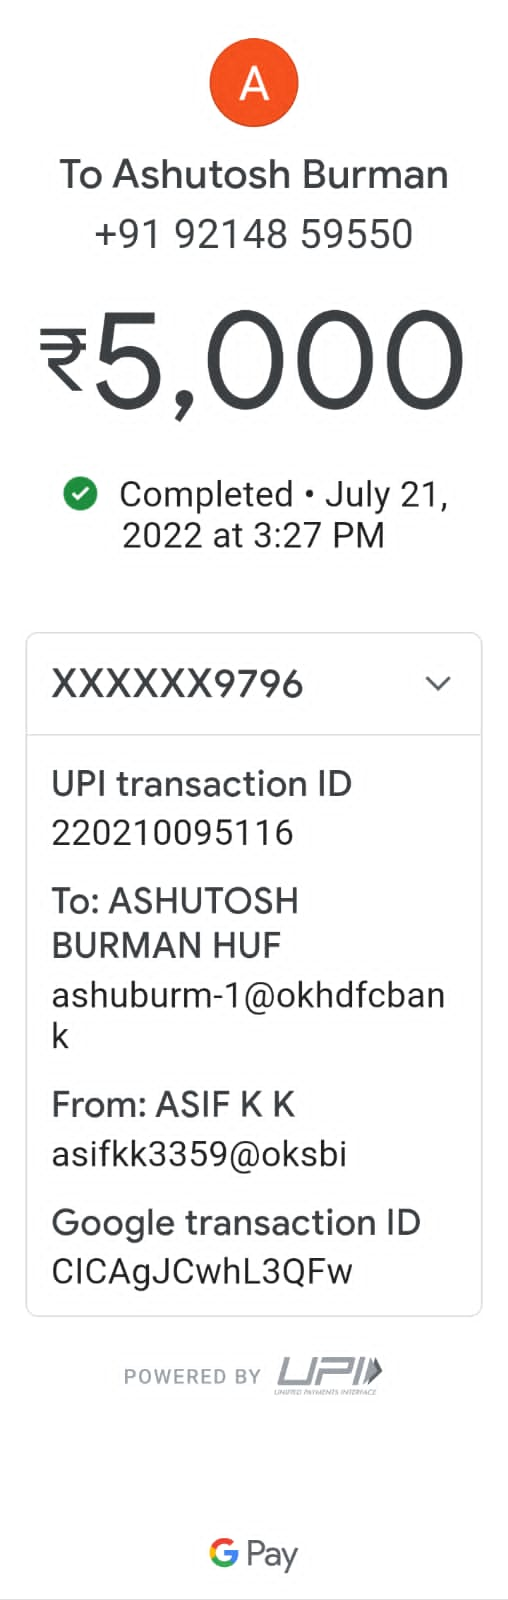 A
To Ashutosh Burman
+91 92148 59550
₹5,000
Completed • July 21,
2022 at 3:27 PM
XXXXXX9796
UPI transaction ID
220210095116
To: ASHUTOSH
BURMAN HUF
ashuburm-1@okhdfcban
k
From: ASIF K K
asifkk3359@oksbi
Google transaction ID
CICAgJCwhL3QFw
POWERED BY UPI
UNIFIED PAYMENTS INTERFACE
G Pay